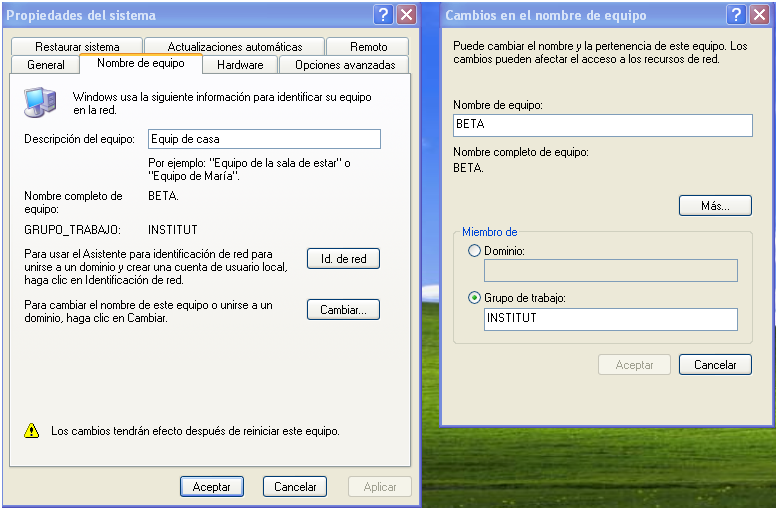 Propiedades del sistema
Restaurar sistema
Actualizaciones automáticas
Remoto
General
Nombre de equipo
Hardware
Opciones avanzadas
Windows usa la siguiente información para identificar su equipo
en la red.
Descripción del equipo:
Equip de casa
Por ejemplo: "Equipo de la sala de estar" o
"Equipo de María".
Nombre completo de
equipo:
BETA.
GRUPO_TRABAJO:
INSTITUT
Para usar el Asistente para identificación de red para
unirse a un dominio y crear una cuenta de usuario local,
haga clic en Identificación de red.
Id. de red
Para cambiar el nombre de este equipo o unirse a un
dominio, haga clic en Cambiar.
Cambiar...
Los cambios tendrán efecto después de reiniciar este equipo.
Aceptar
Cancelar
Aplicar
Cambios en el nombre de equipo
Puede cambiar el nombre y la pertenencia de este equipo. Los
cambios pueden afectar el acceso a los recursos de red.
Nombre de equipo:
BETA
Nombre completo de equipo:
BETA.
Más...
Miembro de
Dominio:
Grupo de trabajo:
INSTITUT
Aceptar
Cancelar